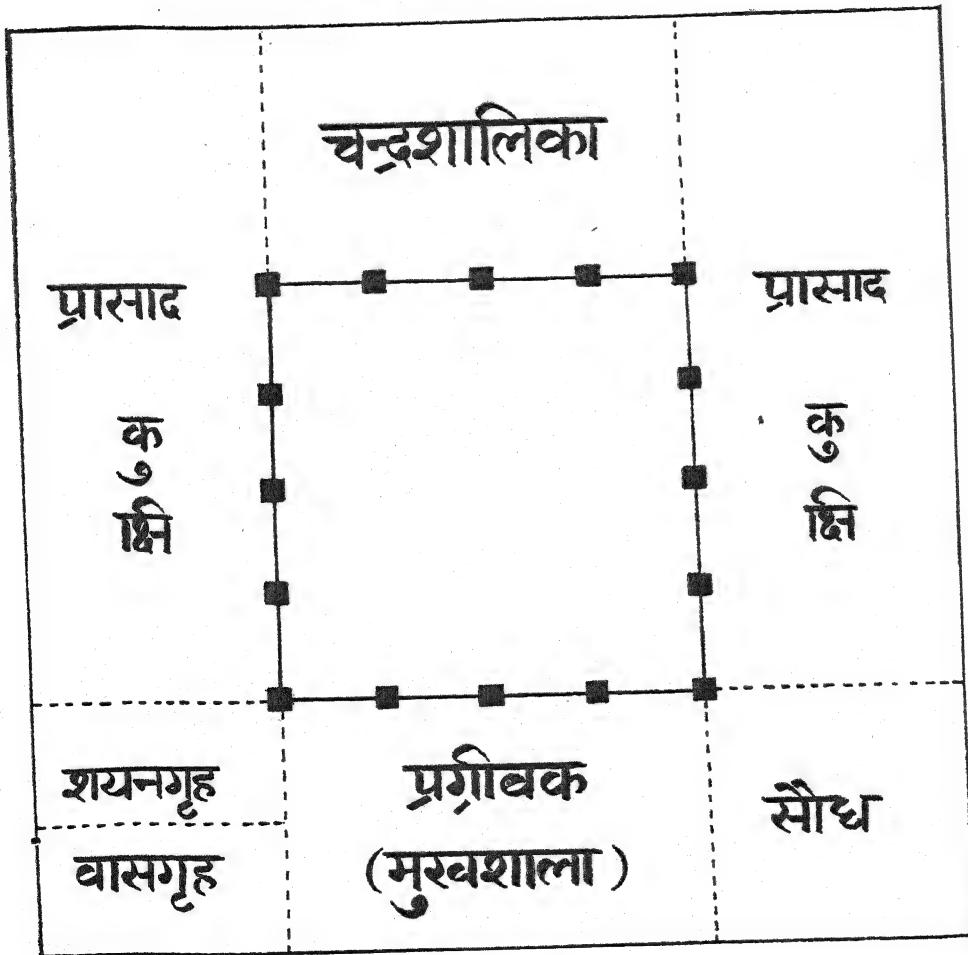 चन्द्रशालिका
प्रासाद
कु
क्षि
प्रासाद
कु
क्षि
शयनगृह
वासगृह
प्रग्रीवक
(मुखशाला)
सौध